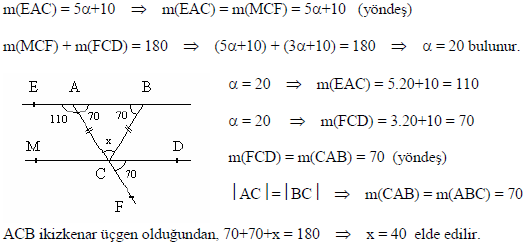 m(EAC) = 5α+10 ⇒ m(EAC) = m(MCF) = 5α+10 (yöndeş)
m(MCF) + m(FCD) = 180 ⇒ (5α+10) + (3α+10) = 180 ⇒ α = 20 bulunur.
α = 20 ⇒ m(EAC) = 5.20+10 = 110
E A B
110 70 70
α = 20 ⇒ m(FCD) = 3.20+10 = 70
x
M D
m(FCD) = m(CAB) = 70 (yöndeş)
C 70
|AC| = |BC| ⇒ m(CAB) = m(ABC) = 70
F
ACB ikizkenar üçgen olduğundan, 70+70+x = 180 ⇒ x = 40 elde edilir.